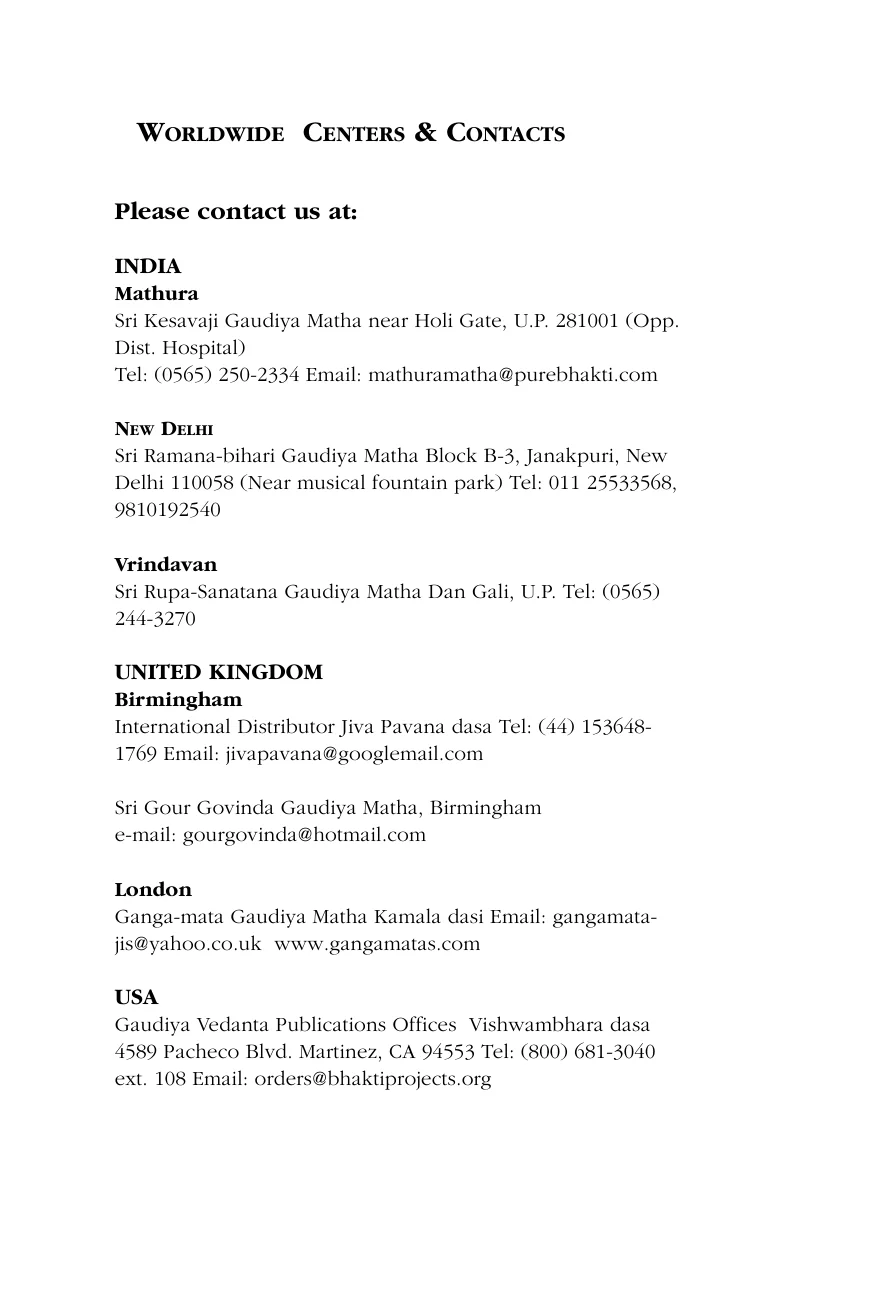 WORLDWIDE CENTERS & CONTACTS
Please contact us at:
INDIA
Mathura
Sri Kesavaji Gaudiya Matha near Holi Gate, U.P. 281001 (Opp.
Dist. Hospital)
Tel: (0565) 250-2334 Email: mathuramatha@purebhakti.com
NEW DELHI
Sri Ramana-bihari Gaudiya Matha Block B-3, Janakpuri, New
Delhi 110058 (Near musical fountain park) Tel: 011 25533568,
9810192540
Vrindavan
Sri Rupa-Sanatana Gaudiya Matha Dan Gali, U.P. Tel: (0565)
244-3270
UNITED KINGDOM
Birmingham
International Distributor Jiva Pavana dasa Tel: (44) 153648-
1769 Email: jivapavana@googlemail.com
Sri Gour Govinda Gaudiya Matha, Birmingham
e-mail: gourgovinda@hotmail.com
London
Ganga-mata Gaudiya Matha Kamala dasi Email: gangamata-
jis@yahoo.co.uk www.gangamatas.com
USA
Gaudiya Vedanta Publications Offices Vishwambhara dasa
4589 Pacheco Blvd. Martinez, CA 94553 Tel: (800) 681-3040
ext. 108 Email: orders@bhaktiprojects.org